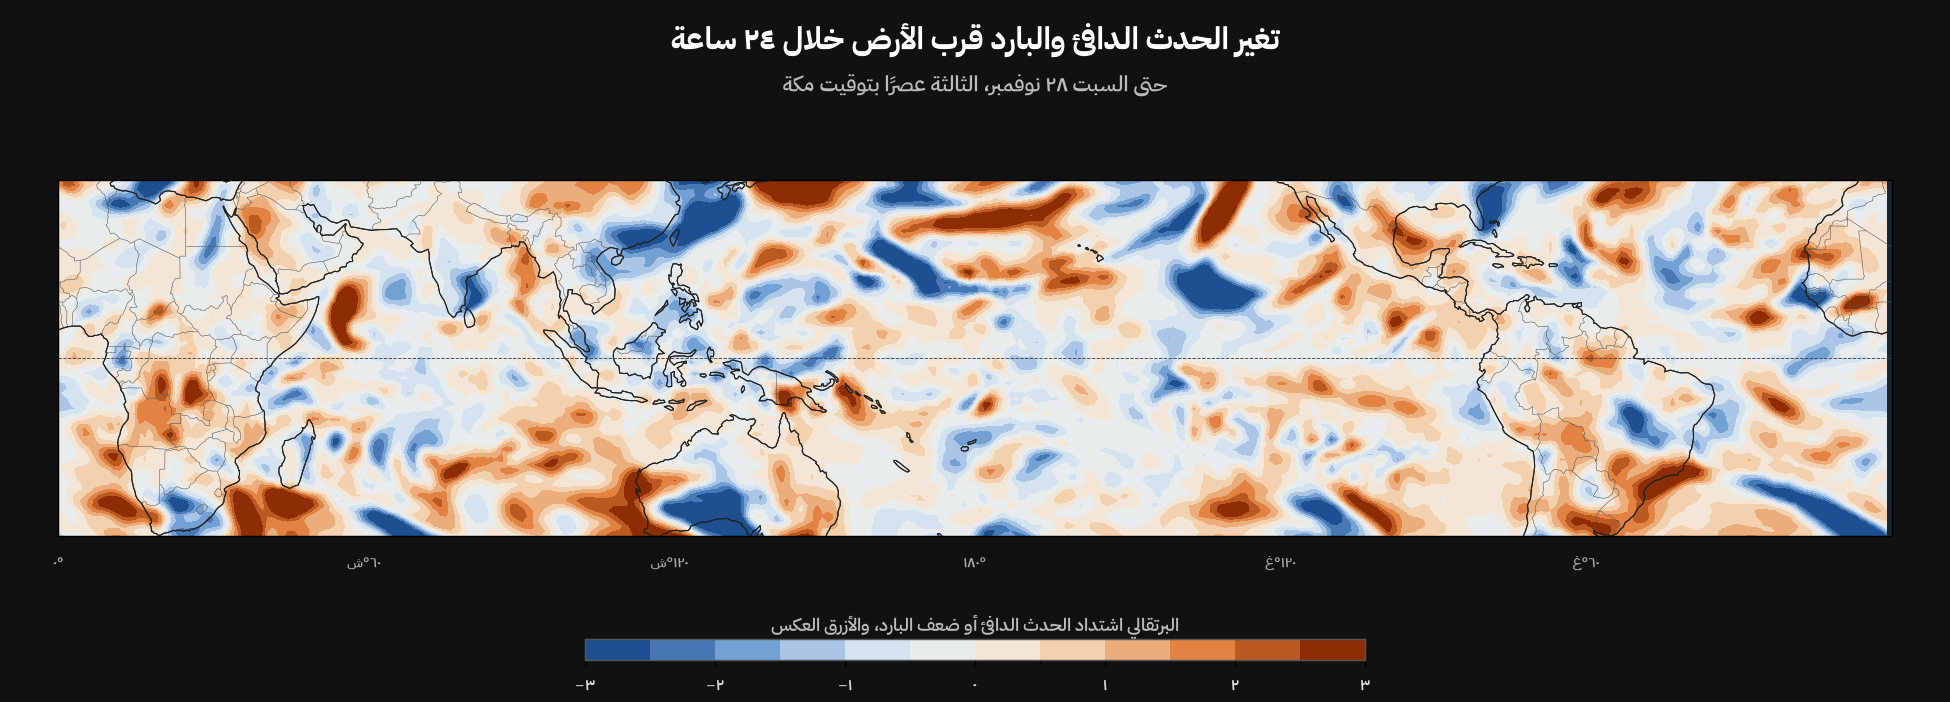 تغير الحدث الدافئ والبارد قرب الأرض خلال ٢٤ ساعة
حتى السبت ٢٨ نوفمبر، الثالثة عصرًا بتوقيت مكة
٠° ٦٠°ش ١٢٠°ش ١٨٠° ١٢٠°غ ٦٠°غ
البرتقالي اشتداد الحدث الدافئ أو ضعف البارد، والأزرق العكس
−٣ −٢ −١ ٠ ١ ٢ ٣